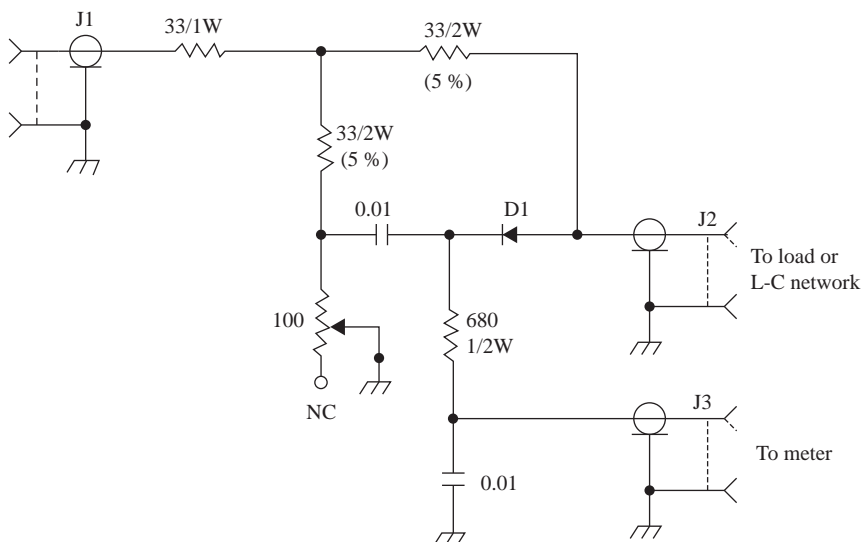 J1
33/1W
33/2W
(5 %)
33/2W
(5 %)
0.01
D1
J2
To load or
L-C network
100
680
1/2W
NC
J3
To meter
0.01